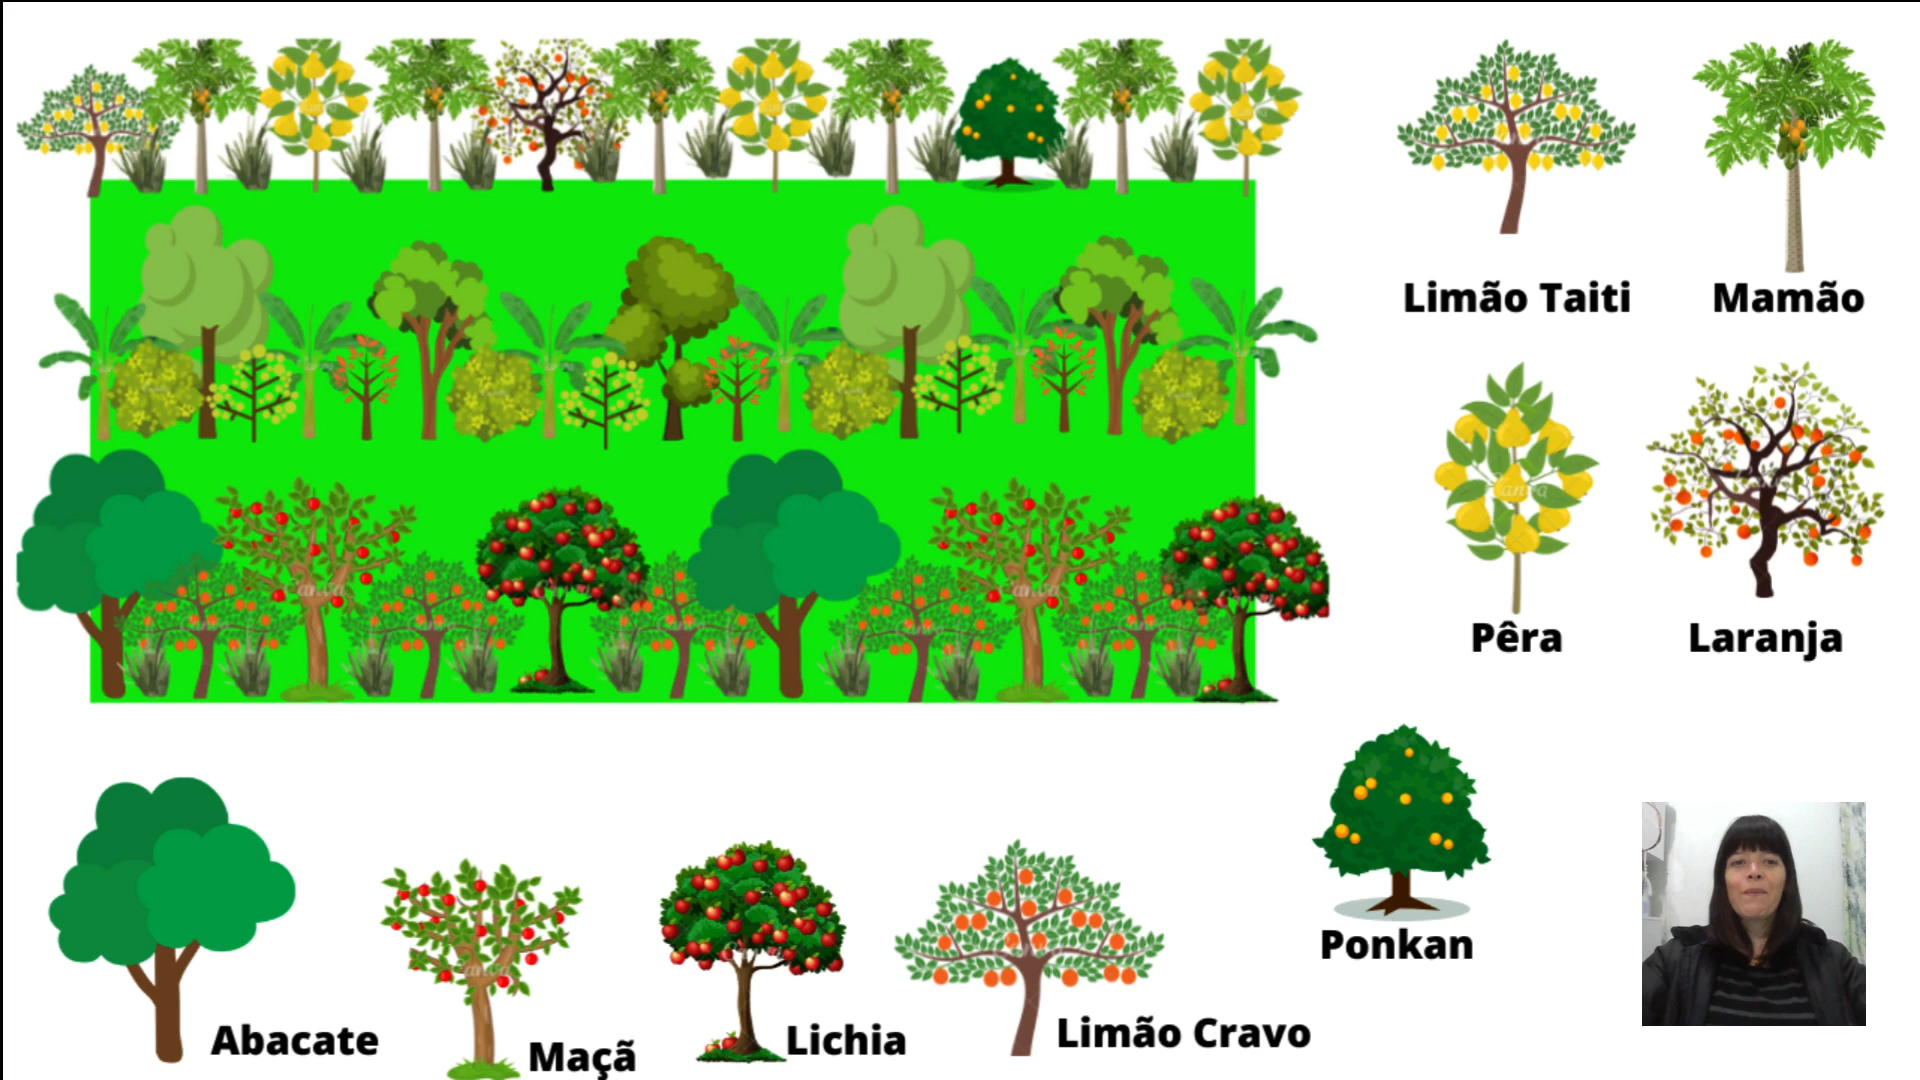 Limão Taiti
Mamão
Pêra
Laranja
Ponkan
Abacate
Maçã
Lichia
Limão Cravo